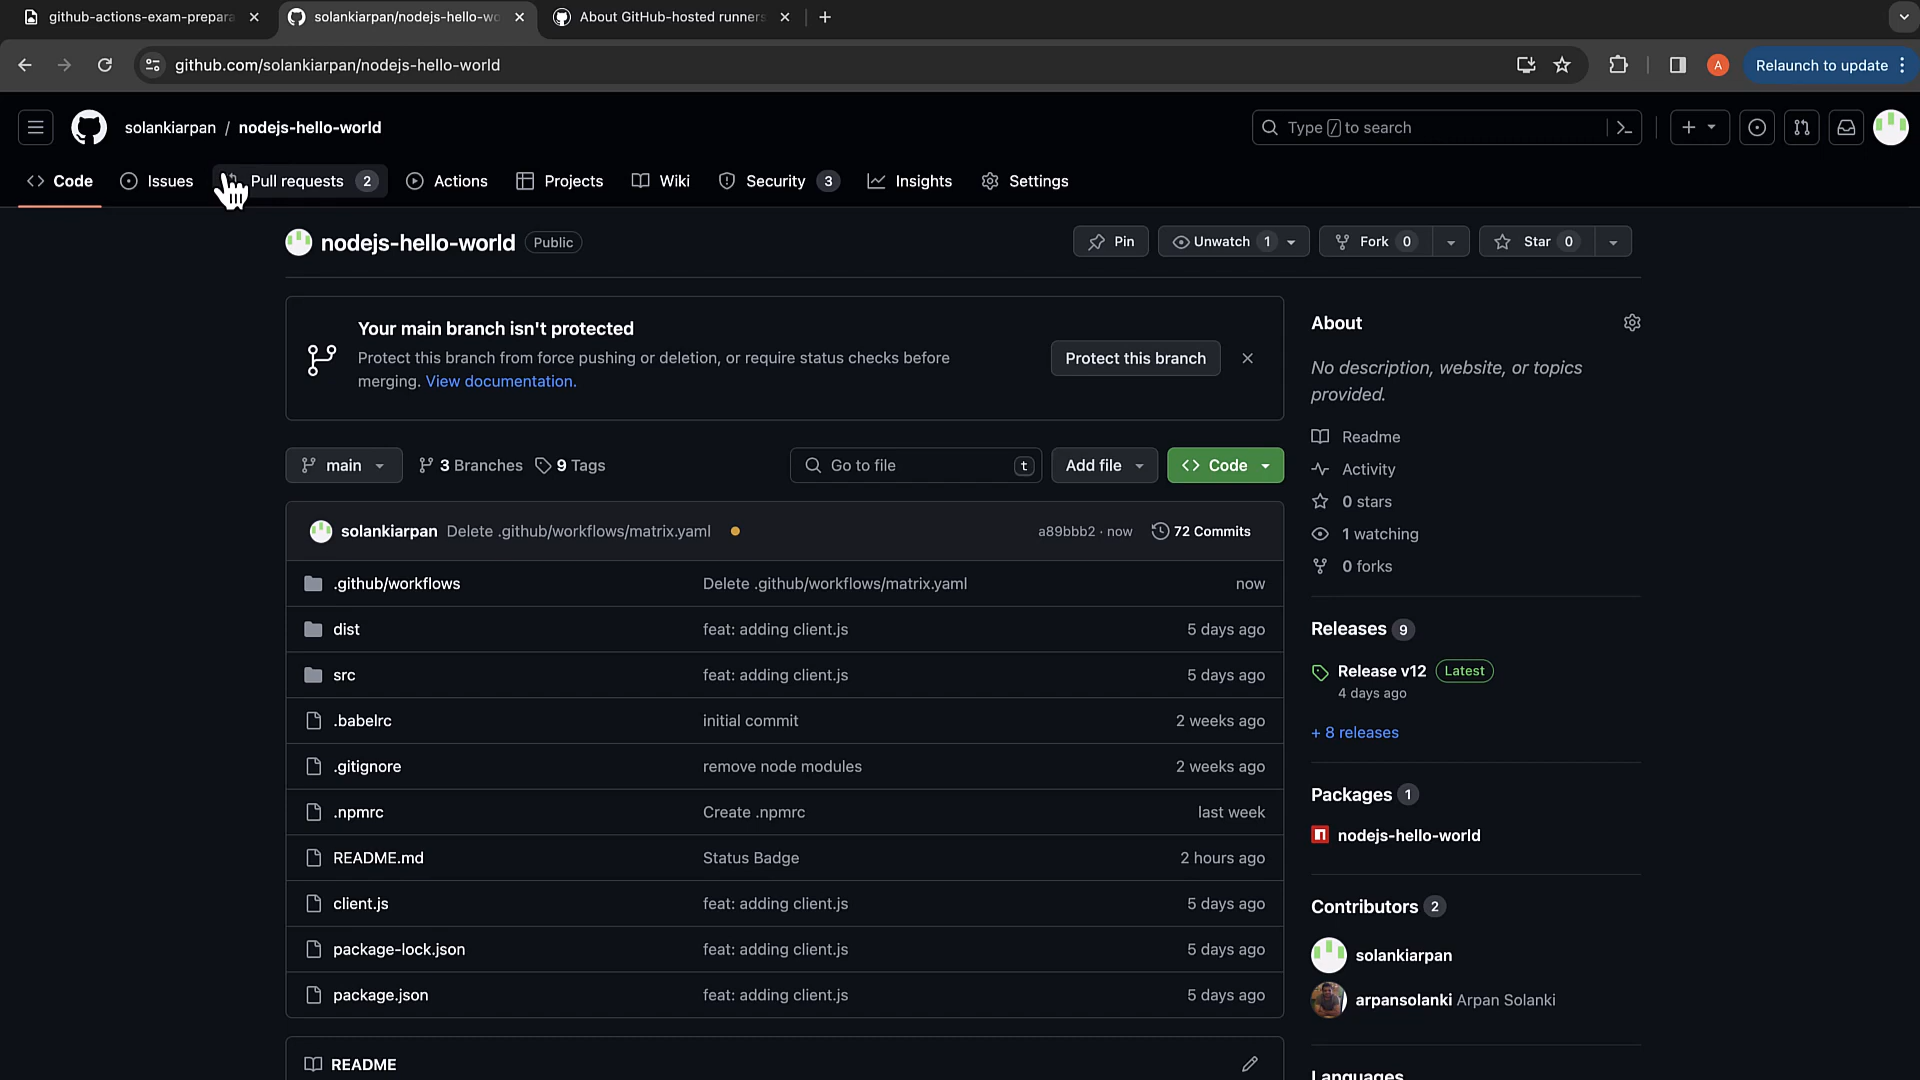 github-actions-exam-prepara
solankiarpan/nodejs-hello-wo
About GitHub-hosted runners
github.com/solankiarpan/nodejs-hello-world
A
Relaunch to update
solankiarpan / nodejs-hello-world
Type / to search
Code
Issues
Pull requests 2
Actions
Projects
Wiki
Security 3
Insights
Settings
nodejs-hello-world Public
Pin
Unwatch 1
Fork 0
Star 0
Your main branch isn't protected
Protect this branch from force pushing or deletion, or require status checks before
merging. View documentation.
Protect this branch
main
3 Branches
9 Tags
Go to file t
Add file
Code
solankiarpan Delete .github/workflows/matrix.yaml a89bbb2 · now 72 Commits
.github/workflows Delete .github/workflows/matrix.yaml now
dist feat: adding client.js 5 days ago
src feat: adding client.js 5 days ago
.babelrc initial commit 2 weeks ago
.gitignore remove node modules 2 weeks ago
.npmrc Create .npmrc last week
README.md Status Badge 2 hours ago
client.js feat: adding client.js 5 days ago
package-lock.json feat: adding client.js 5 days ago
package.json feat: adding client.js 5 days ago
README
About
No description, website, or topics
provided.
Readme
Activity
0 stars
1 watching
0 forks
Releases 9
Release v12 Latest
4 days ago
+ 8 releases
Packages 1
n nodejs-hello-world
Contributors 2
solankiarpan
arpansolanki Arpan Solanki
Languages